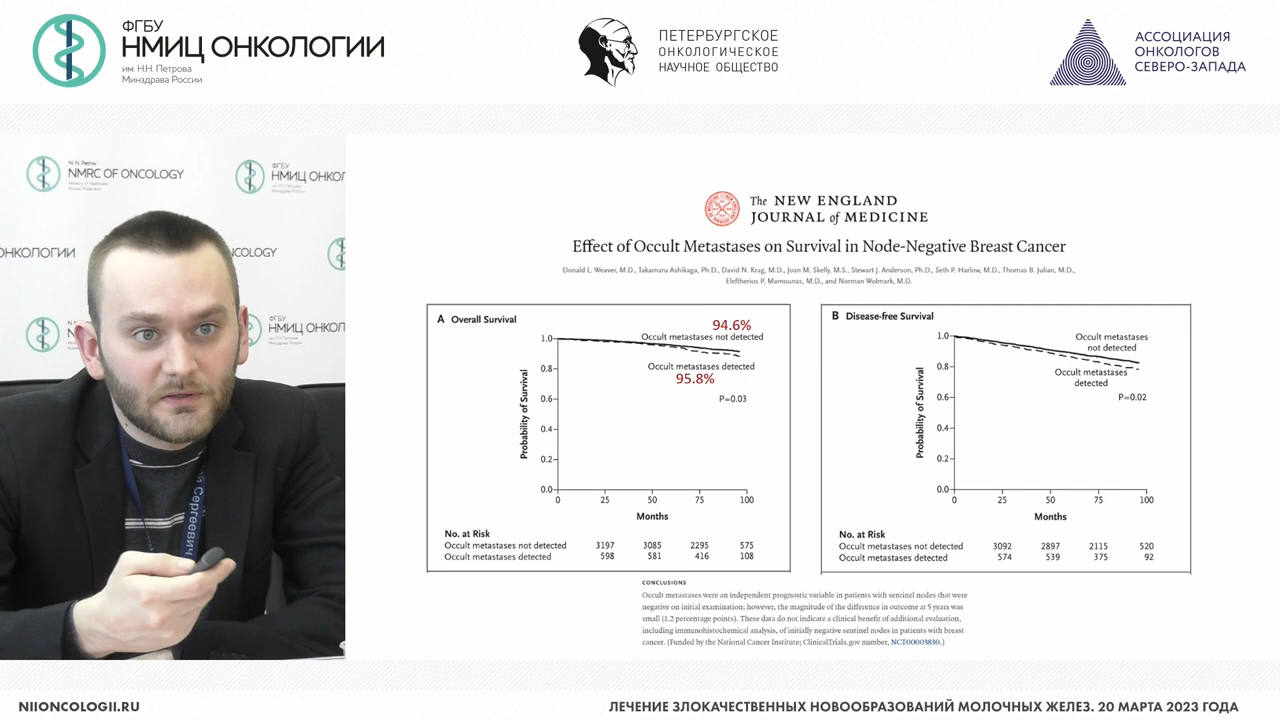 ФГБУ
НМИЦ ОНКОЛОГИИ
им. Н.Н. Петрова
Минздрава России
ПЕТЕРБУРГСКОЕ
ОНКОЛОГИЧЕСКОЕ
НАУЧНОЕ ОБЩЕСТВО
АССОЦИАЦИЯ
ОНКОЛОГОВ
СЕВЕРО-ЗАПАДА
N.N. Petrov
NMRC OF ONCOLOGY
ФГБУ
НМИЦ ОНКОЛ
ОНКОЛОГИИ
NCOLOGY
НМИЦ ОНКОЛ
Сергеевич
The NEW ENGLAND
JOURNAL of MEDICINE
Effect of Occult Metastases on Survival in Node-Negative Breast Cancer
Donald L. Weaver, M.D., Takamaru Ashikaga, Ph.D., David N. Krag, M.D., Joan M. Skelly, M.S., Stewart J. Anderson, Ph.D., Seth P. Harlow, M.D., Thomas B. Julian, M.D.,
Eleftherios P. Mamounas, M.D., and Norman Wolmark, M.D.
A Overall Survival
94.6%
Occult metastases not detected
Occult metastases detected
95.8%
P=0.03
Probability of Survival
1.0
0.8
0.6
0.4
0.2
0.0
0 25 50 75 100
Months
No. at Risk
Occult metastases not detected 3197 3085 2295 575
Occult metastases detected 598 581 416 108
B Disease-free Survival
Occult metastases
not detected
Occult metastases
detected
P=0.02
Probability of Survival
1.0
0.8
0.6
0.4
0.2
0.0
0 25 50 75 100
Months
No. at Risk
Occult metastases not detected 3092 2897 2115 520
Occult metastases detected 574 539 375 92
CONCLUSIONS
Occult metastases were an independent prognostic variable in patients with sentinel nodes that were
negative on initial examination; however, the magnitude of the difference in outcome at 5 years was
small (1.2 percentage points). These data do not indicate a clinical benefit of additional evaluation,
including immunohistochemical analysis, of initially negative sentinel nodes in patients with breast
cancer. (Funded by the National Cancer Institute; ClinicalTrials.gov number, NCT00003830.)
NIIONCOLOGII.RU
ЛЕЧЕНИЕ ЗЛОКАЧЕСТВЕННЫХ НОВООБРАЗОВАНИЙ МОЛОЧНЫХ ЖЕЛЕЗ. 20 МАРТА 2023 ГОДА